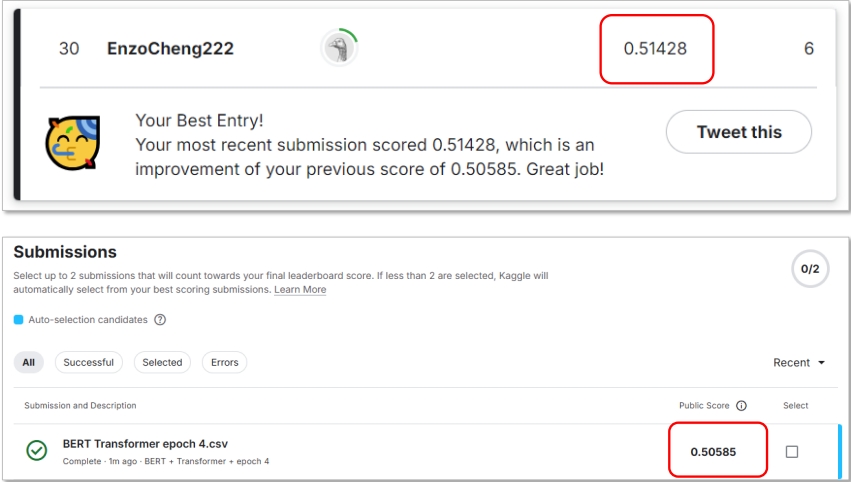 30 EnzoCheng222 0.51428 6
Your Best Entry!
Your most recent submission scored 0.51428, which is an
improvement of your previous score of 0.50585. Great job!
Tweet this
Submissions
Select up to 2 submissions that will count towards your final leaderboard score. If less than 2 are selected, Kaggle will
automatically select from your best scoring submissions. Learn More
0/2
Auto-selection candidates ?
All Successful Selected Errors Recent
Submission and Description Public Score Select
BERT Transformer epoch 4.csv 0.50585
Complete · 1m ago · BERT + Transformer + epoch 4